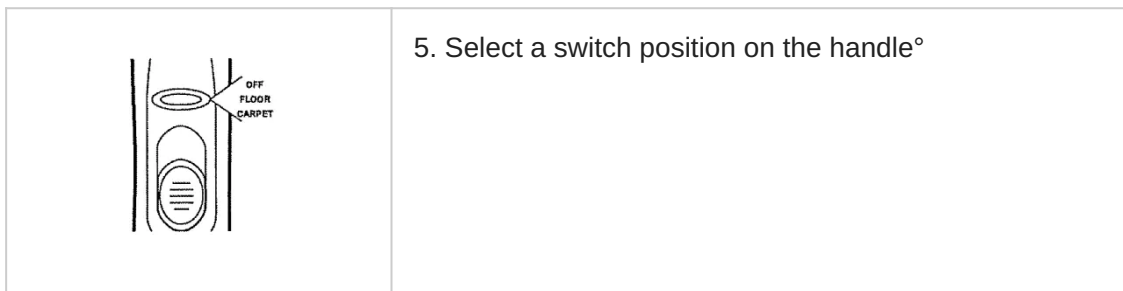 OFF
FLOOR
CARPET
5. Select a switch position on the handle°